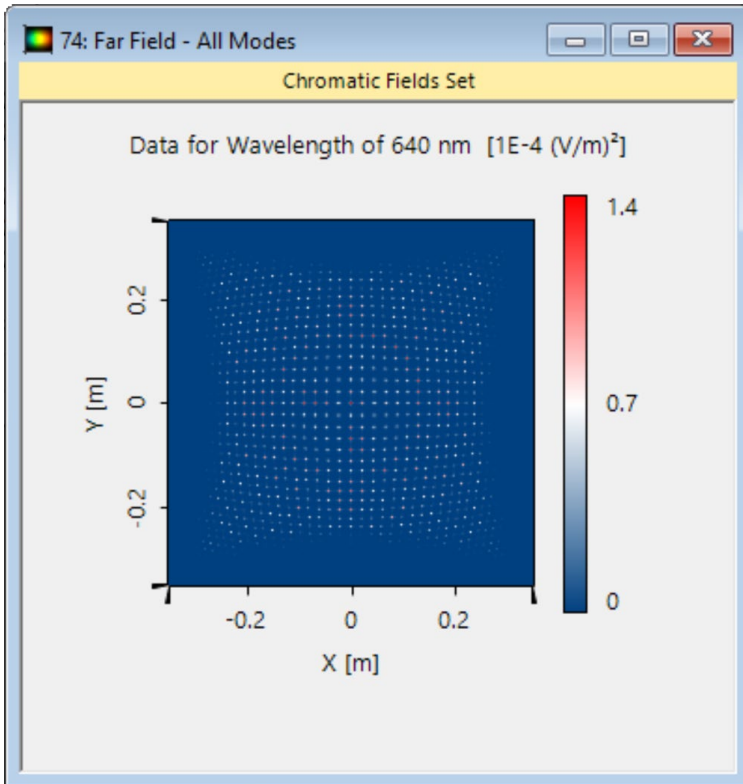 74: Far Field - All Modes
Chromatic Fields Set
Data for Wavelength of 640 nm [1E-4 (V/m)²]
1.4
0.2
0.7
Y [m]
0
-0.2
0
-0.2
0
0.2
X [m]